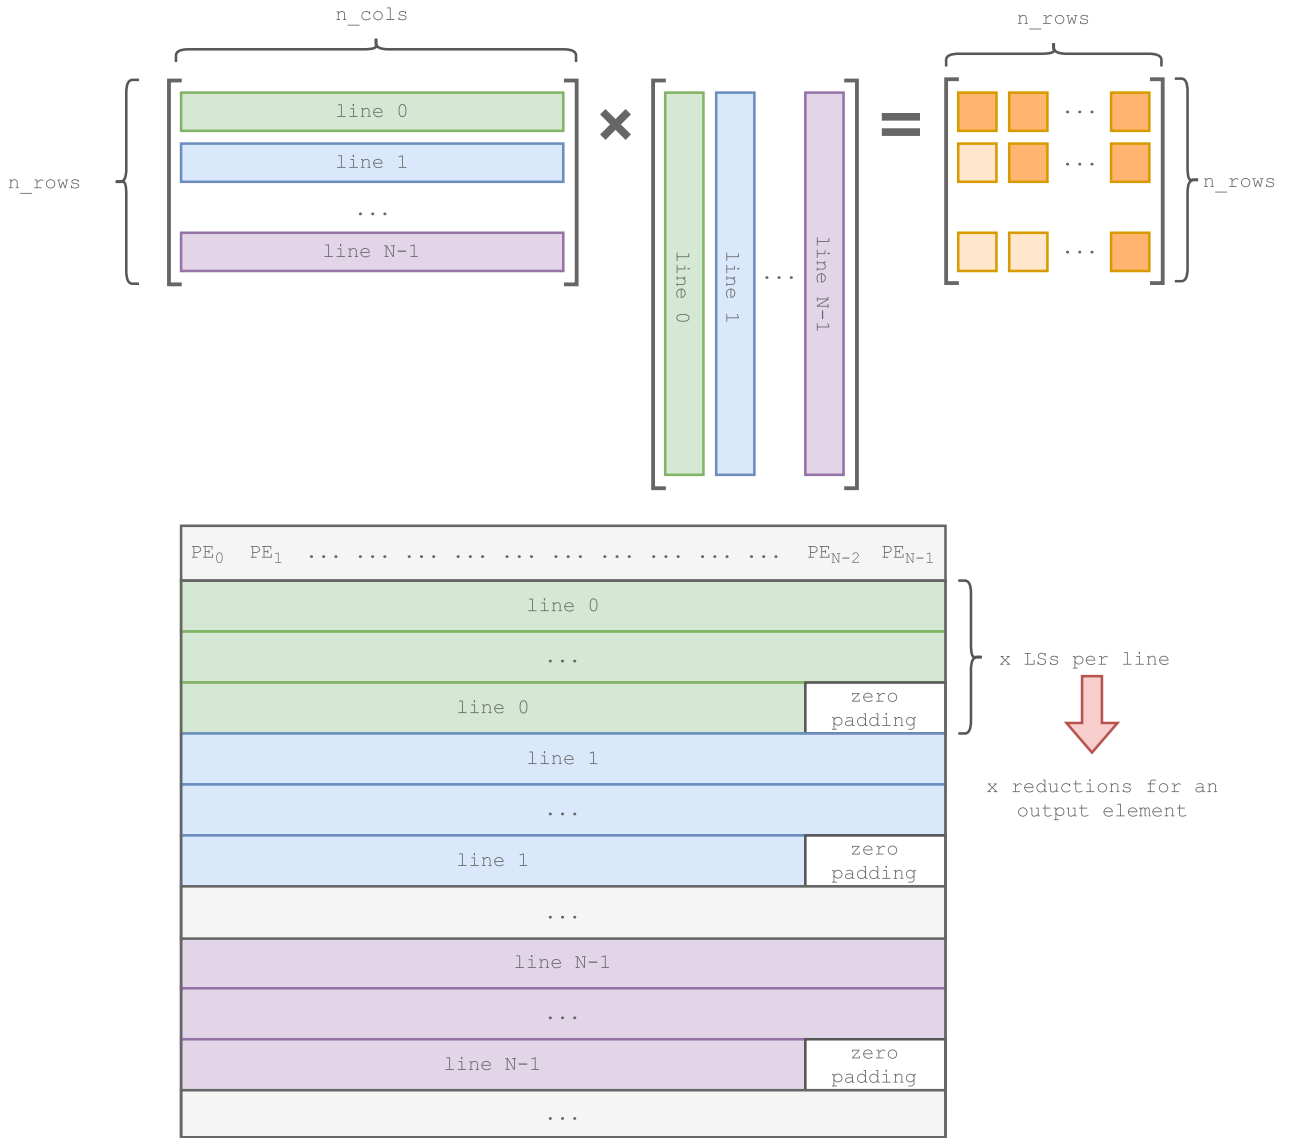 n_cols
n_rows
n_rows
n_rows
line 0
line 1
...
line N-1
line 0
line 1
...
line N-1
...
...
...
PE0 PE1 ... ... ... ... ... ... ... ... ... ... PEN-2 PEN-1
line 0
...
line 0
zero
padding
x LSs per line
x reductions for an
output element
line 1
...
line 1
zero
padding
...
line N-1
...
line N-1
zero
padding
...